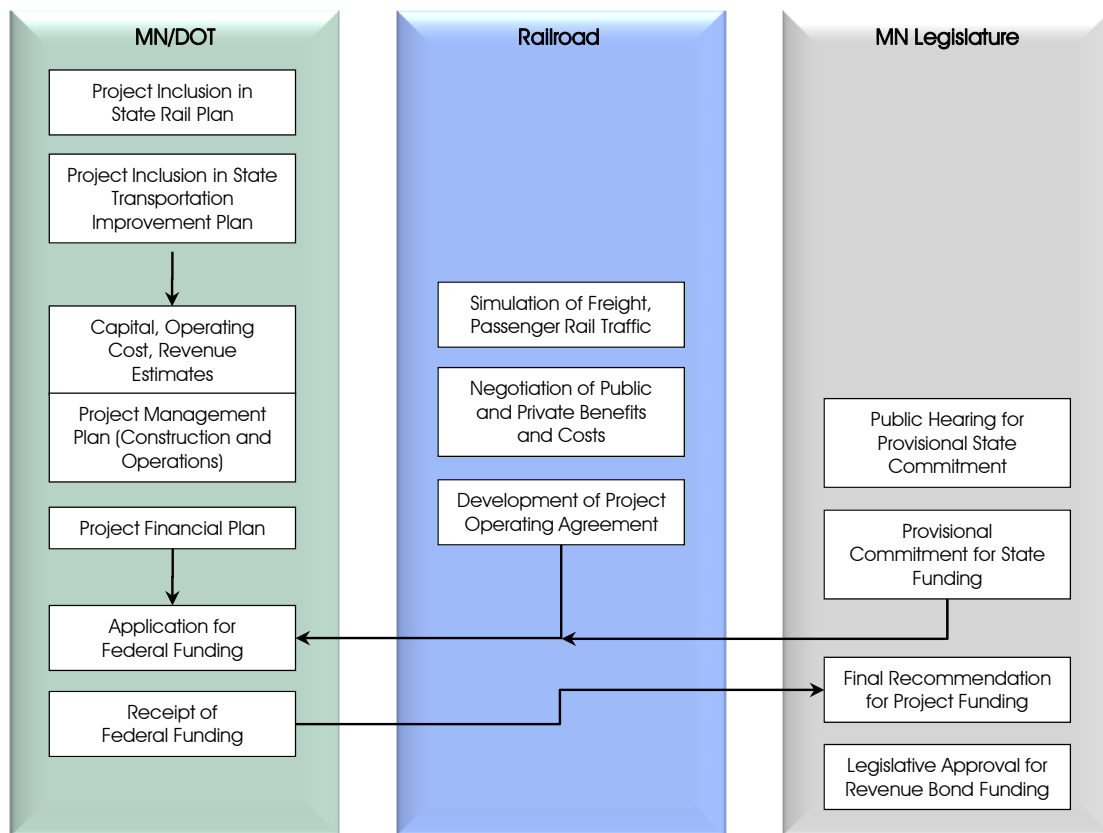 MN/DOT
Project Inclusion in
State Rail Plan
Project Inclusion in State
Transportation
Improvement Plan
Capital, Operating
Cost, Revenue
Estimates
Project Management
Plan (Construction and
Operations)
Project Financial Plan
Application for
Federal Funding
Receipt of
Federal Funding
Railroad
Simulation of Freight,
Passenger Rail Traffic
Negotiation of Public
and Private Benefits
and Costs
Development of Project
Operating Agreement
MN Legislature
Public Hearing for
Provisional State
Commitment
Provisional
Commitment for State
Funding
Final Recommendation
for Project Funding
Legislative Approval for
Revenue Bond Funding